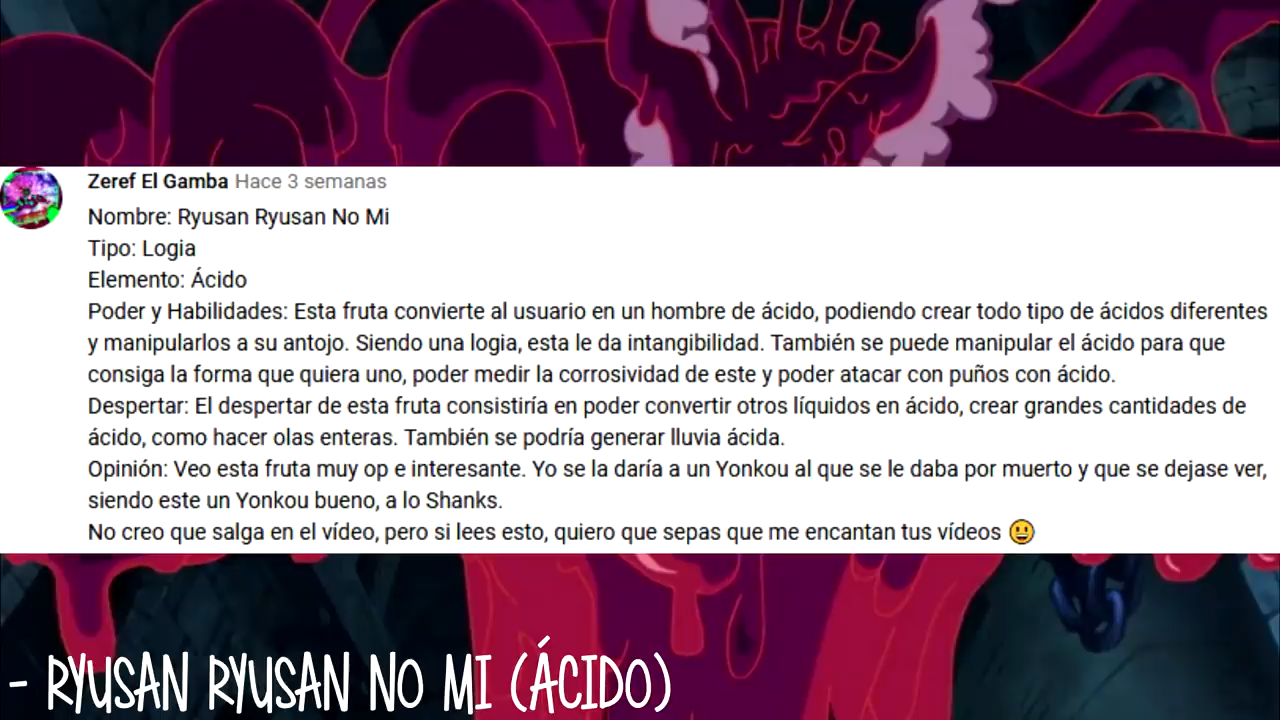 Zeref El Gamba Hace 3 semanas
Nombre: Ryusan Ryusan No Mi
Tipo: Logia
Elemento: Ácido
Poder y Habilidades: Esta fruta convierte al usuario en un hombre de ácido, podiendo crear todo tipo de ácidos diferentes
y manipularlos a su antojo. Siendo una logia, esta le da intangibilidad. También se puede manipular el ácido para que
consiga la forma que quiera uno, poder medir la corrosividad de este y poder atacar con puños con ácido.
Despertar: El despertar de esta fruta consistiría en poder convertir otros líquidos en ácido, crear grandes cantidades de
ácido, como hacer olas enteras. También se podría generar lluvia ácida.
Opinión: Veo esta fruta muy op e interesante. Yo se la daría a un Yonkou al que se le daba por muerto y que se dejase ver,
siendo este un Yonkou bueno, a lo Shanks.
No creo que salga en el vídeo, pero si lees esto, quiero que sepas que me encantan tus vídeos 😀
- RYUSAN RYUSAN NO MI (ÁCIDO)